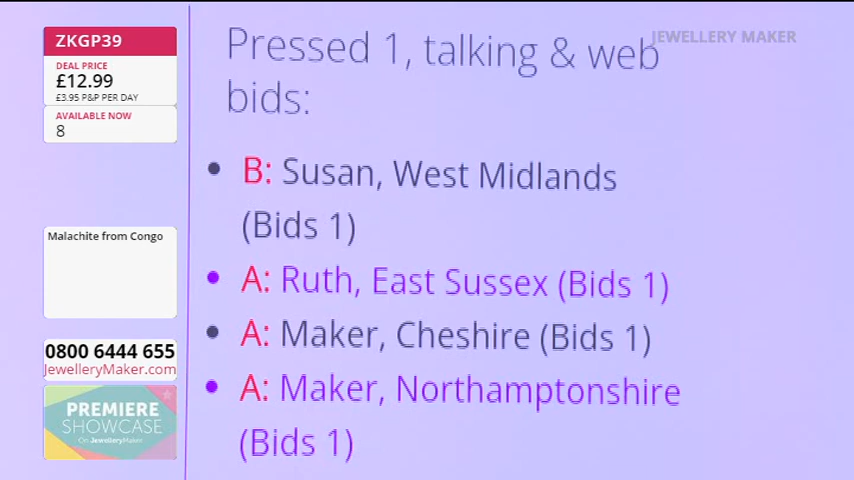 ZKGP39
DEAL PRICE
£12.99
£3.95 P&P PER DAY
AVAILABLE NOW
8
Malachite from Congo
0800 6444 655
JewelleryMaker.com
PREMIERE
SHOWCASE
On JewelleryMaker
JEWELLERY MAKER
Pressed 1, talking & web
bids:
B: Susan, West Midlands
(Bids 1)
A: Ruth, East Sussex (Bids 1)
A: Maker, Cheshire (Bids 1)
A: Maker, Northamptonshire
(Bids 1)